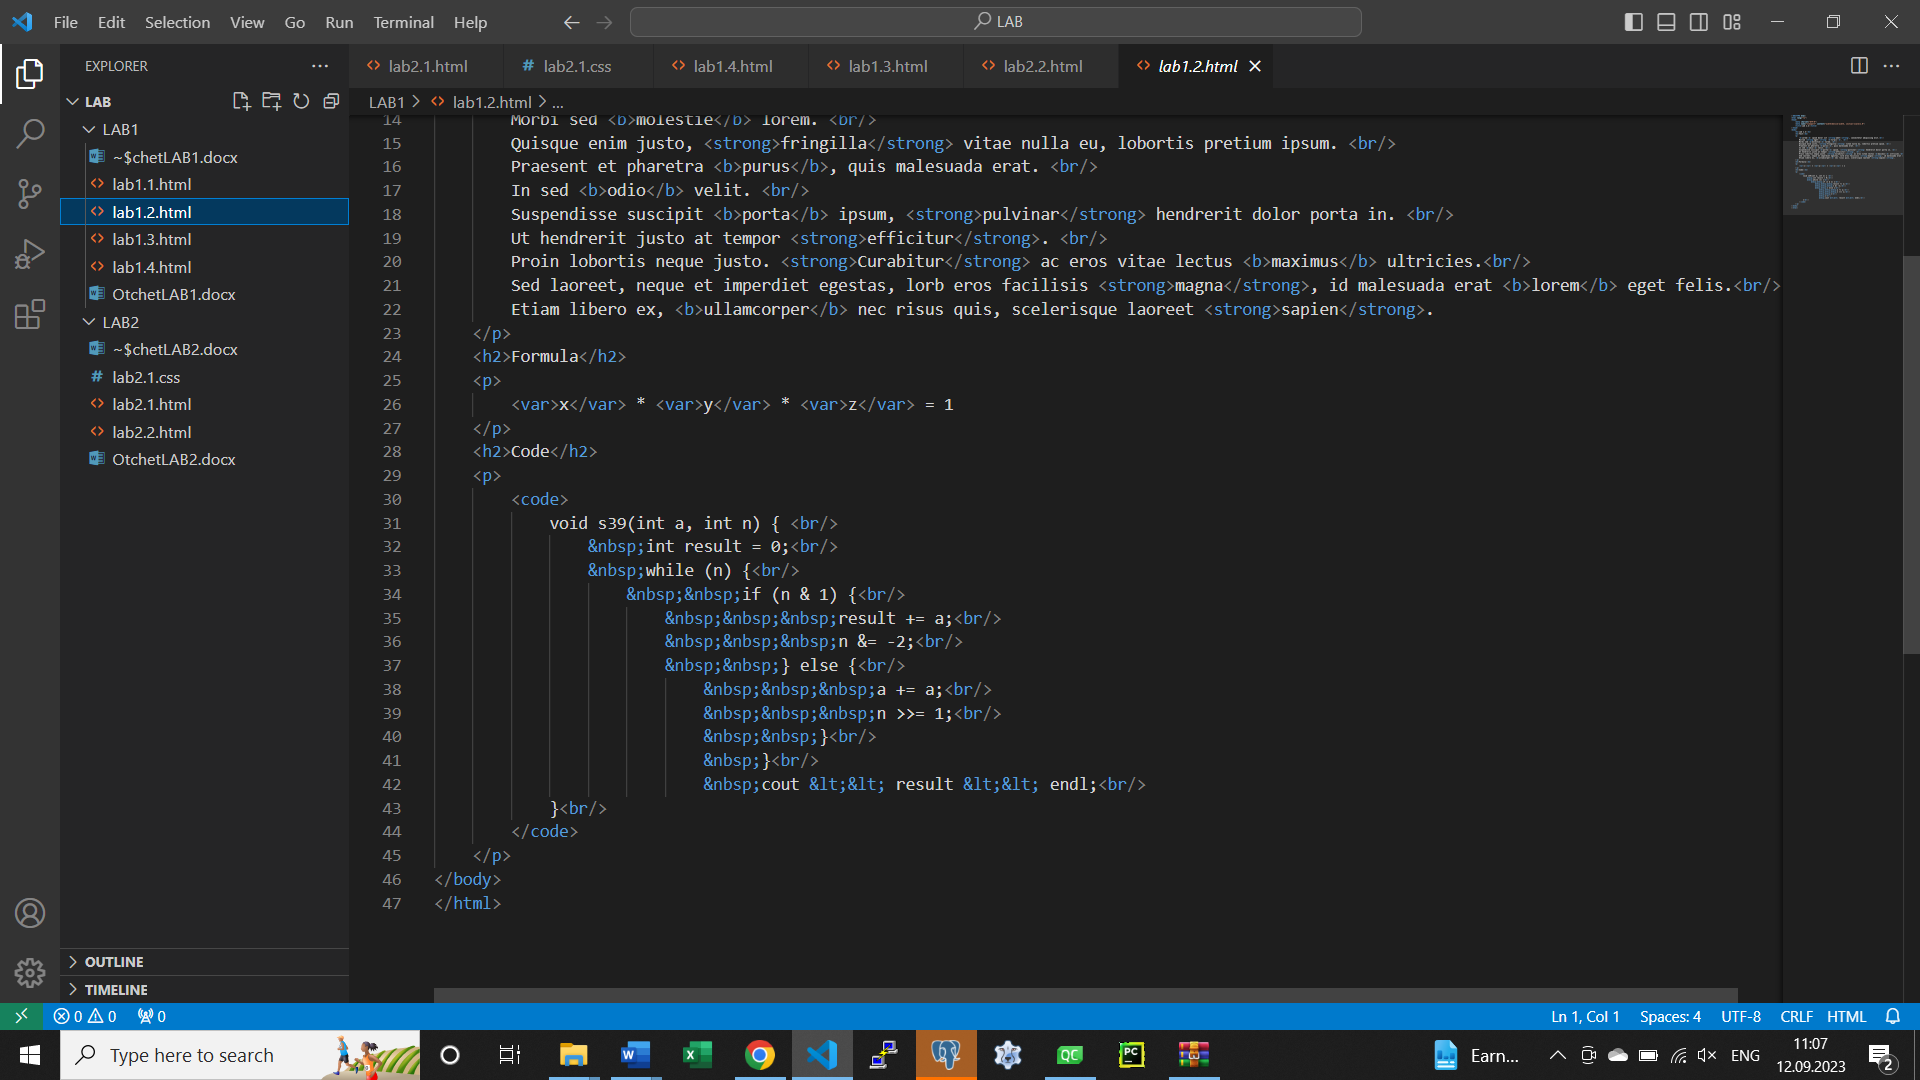 File Edit Selection View Go Run Terminal Help
LAB
EXPLORER
lab2.1.html
# lab2.1.css
lab1.4.html
lab1.3.html
lab2.2.html
lab1.2.html
LAB
LAB1 > lab1.2.html > ...
LAB1
~$chetLAB1.docx
lab1.1.html
lab1.2.html
lab1.3.html
lab1.4.html
OtchetLAB1.docx
LAB2
~$chetLAB2.docx
# lab2.1.css
lab2.1.html
lab2.2.html
OtchetLAB2.docx
OUTLINE
TIMELINE
14 Morbi sed <b>molestie</b> lorem. <br/>
15 Quisque enim justo, <strong>fringilla</strong> vitae nulla eu, lobortis pretium ipsum. <br/>
16 Praesent et pharetra <b>purus</b>, quis malesuada erat. <br/>
17 In sed <b>odio</b> velit. <br/>
18 Suspendisse suscipit <b>porta</b> ipsum, <strong>pulvinar</strong> hendrerit dolor porta in. <br/>
19 Ut hendrerit justo at tempor <strong>efficitur</strong>. <br/>
20 Proin lobortis neque justo. <strong>Curabitur</strong> ac eros vitae lectus <b>maximus</b> ultricies.<br/>
21 Sed laoreet, neque et imperdiet egestas, lorb eros facilisis <strong>magna</strong>, id malesuada erat <b>lorem</b> eget felis.<br/>
22 Etiam libero ex, <b>ullamcorper</b> nec risus quis, scelerisque laoreet <strong>sapien</strong>.
23 </p>
24 <h2>Formula</h2>
25 <p>
26 <var>x</var> * <var>y</var> * <var>z</var> = 1
27 </p>
28 <h2>Code</h2>
29 <p>
30 <code>
31 void s39(int a, int n) { <br/>
32 &nbsp;int result = 0;<br/>
33 &nbsp;while (n) {<br/>
34 &nbsp;&nbsp;if (n & 1) {<br/>
35 &nbsp;&nbsp;&nbsp;result += a;<br/>
36 &nbsp;&nbsp;&nbsp;n &= -2;<br/>
37 &nbsp;&nbsp;} else {<br/>
38 &nbsp;&nbsp;&nbsp;a += a;<br/>
39 &nbsp;&nbsp;&nbsp;n >>= 1;<br/>
40 &nbsp;&nbsp;}<br/>
41 &nbsp;}<br/>
42 &nbsp;cout &lt;&lt; result &lt;&lt; endl;<br/>
43 }<br/>
44 </code>
45 </p>
46 </body>
47 </html>
0 0 0
Ln 1, Col 1 Spaces: 4 UTF-8 CRLF HTML
Type here to search
W
X
QC
PC
Earn...
ENG
11:07
12.09.2023
2